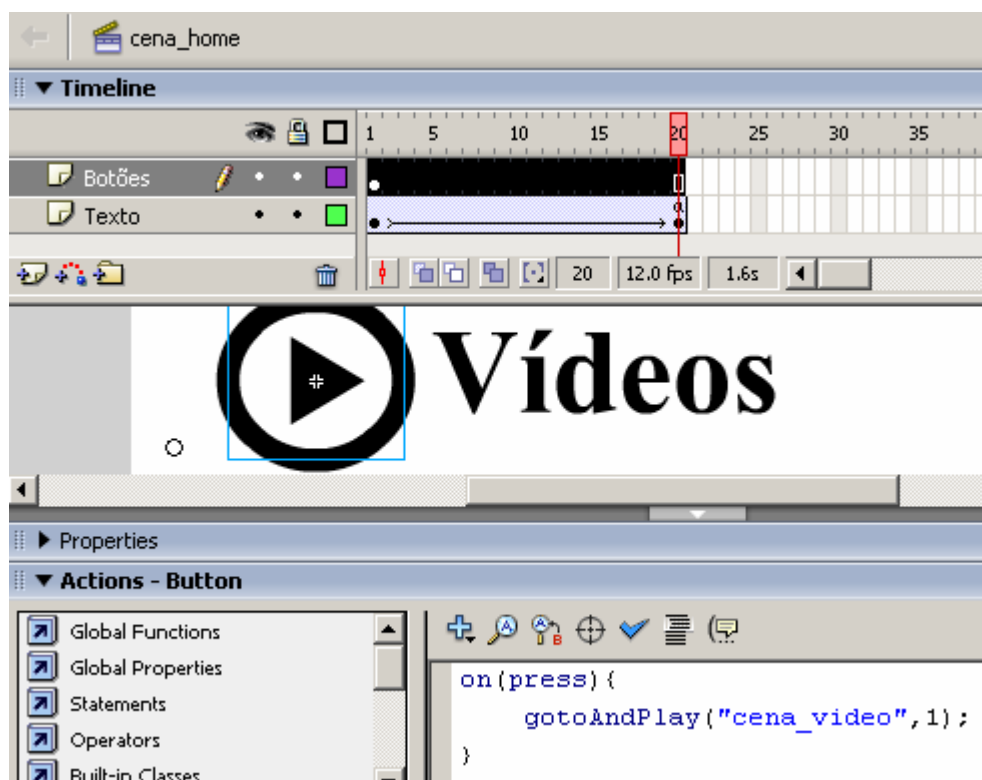 cena_home
Timeline
1 5 10 15 20 25 30 35
Botões
Texto
a
20 12.0 fps 1.6s
Vídeos
Properties
Actions - Button
Global Functions
Global Properties
Statements
Operators
Built-in Classes
on(press){
gotoAndPlay("cena_video",1);
}